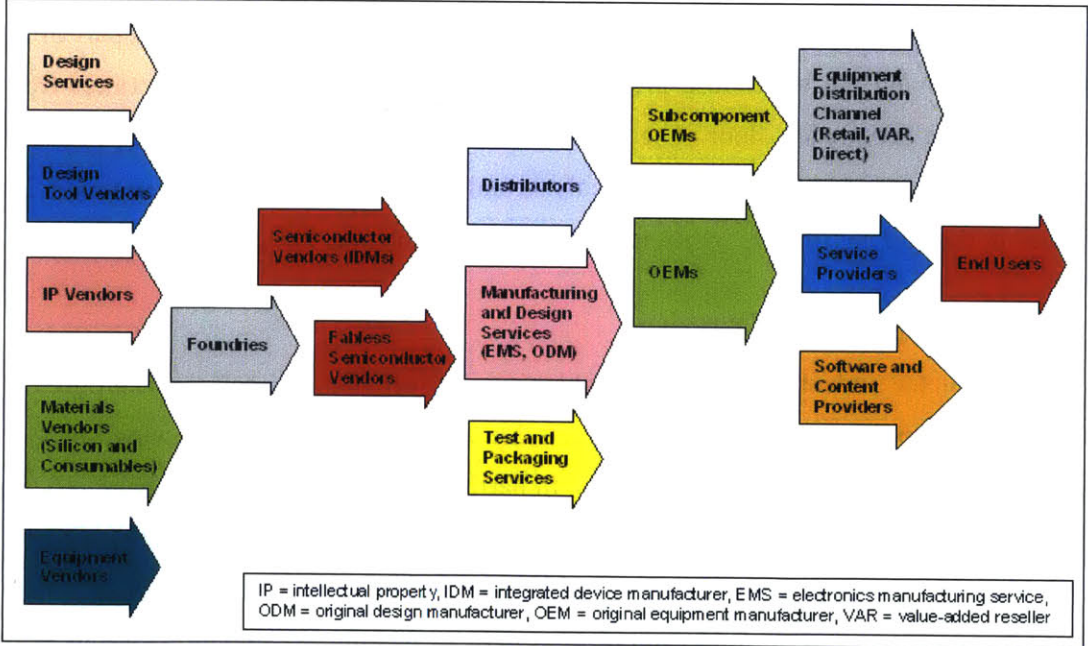 Design
Services
Design
Tool Vendors
IP Vendors
Materials
Vendors
(Silicon and
Consumables)
Equipment
Vendors
Foundries
Semiconductor
Vendors (IDMs)
Fabless
Semiconductor
Vendors
Distributors
Manufacturing
and Design
Services
(EMS, ODM)
Test and
Packaging
Services
Subcomponent
OEMs
OEMs
Equipment
Distribution
Channel
(Retail, VAR,
Direct)
Service
Providers
Software and
Content
Providers
End Users
IP = intellectual property, IDM = integrated device manufacturer, EMS = electronics manufacturing service,
ODM = original design manufacturer, OEM = original equipment manufacturer, VAR = value-added reseller